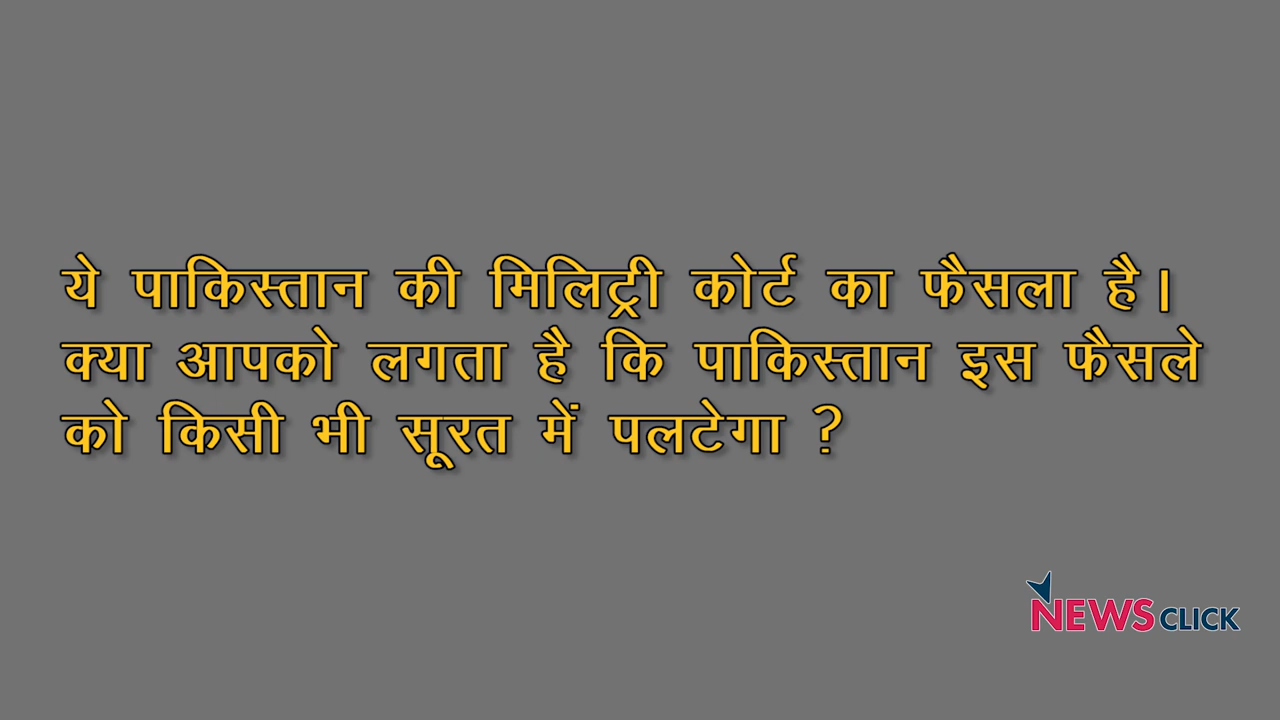 ये पाकिस्तान की मिलिट्री कोर्ट का फैसला है।
क्या आपको लगता है कि पाकिस्तान इस फैसले
को किसी भी सूरत में पलटेगा ?
NEWSCLICK